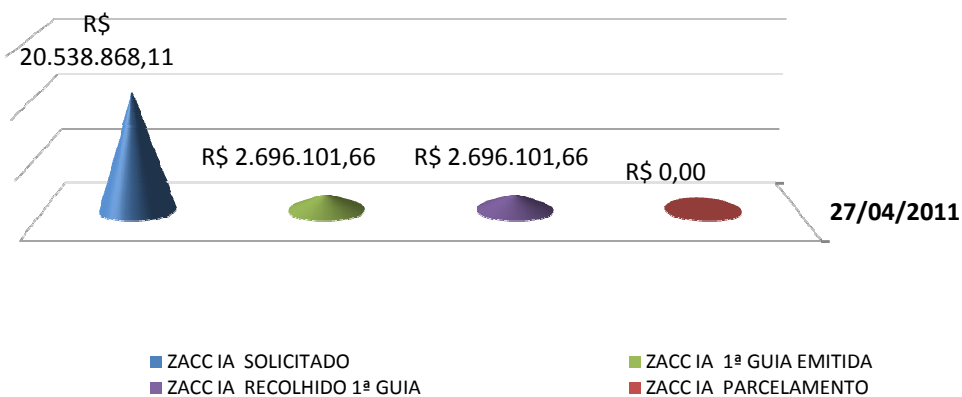 R$
20.538.868,11
R$ 2.696.101,66 R$ 2.696.101,66 R$ 0,00
27/04/2011
ZACC IA SOLICITADO ZACC IA 1ª GUIA EMITIDA
ZACC IA RECOLHIDO 1ª GUIA ZACC IA PARCELAMENTO